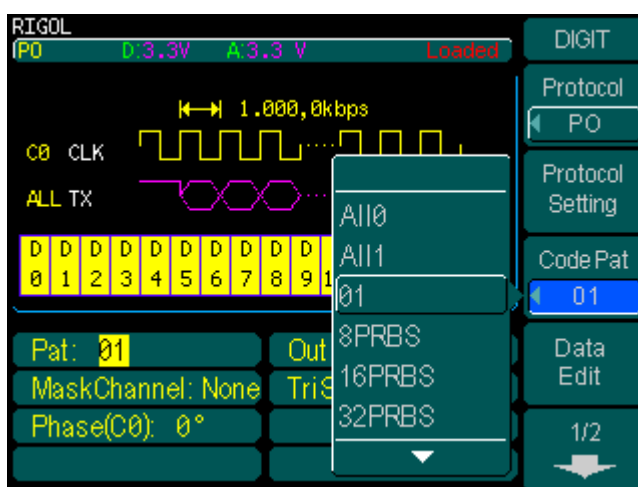 RIGOL
PO D:3.3V A:3.3 V Loaded
1.000,0kbps
C0 CLK
ALL TX
D D D D D D D D D D
0 1 2 3 4 5 6 7 8 9 1
Pat: 01 Out
MaskChannel: None TriS
Phase(C0): 0°
All0
All1
01
8PRBS
16PRBS
32PRBS
DIGIT
Protocol
PO
Protocol
Setting
Code Pat
01
Data
Edit
1/2